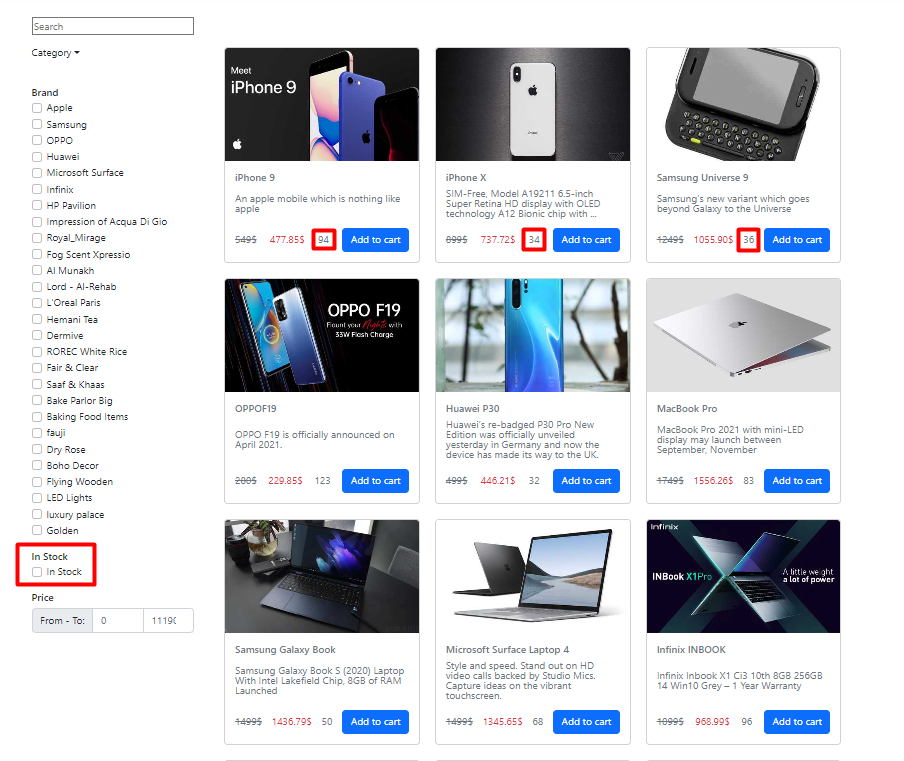 Search
Category
Brand
Apple
Samsung
OPPO
Huawei
Microsoft Surface
Infinix
HP Pavilion
Impression of Acqua Di Gio
Royal_Mirage
Fog Scent Xpressio
Al Munakh
Lord - Al-Rehab
L'Oreal Paris
Hemani Tea
Dermive
ROREC White Rice
Fair & Clear
Saaf & Khaas
Bake Parlor Big
Baking Food Items
fauji
Dry Rose
Boho Decor
Flying Wooden
LED Lights
luxury palace
Golden
In Stock
In Stock
Price
From - To: 0 1119
Meet
iPhone 9
iPhone 9
An apple mobile which is nothing like
apple
549$ 477.85$ 94 Add to cart
iPhone X
SIM-Free, Model A19211 6.5-inch
Super Retina HD display with OLED
technology A12 Bionic chip with ...
899$ 737.72$ 34 Add to cart
Samsung Universe 9
Samsung's new variant which goes
beyond Galaxy to the Universe
1249$ 1055.90$ 36 Add to cart
OPPO F19
Flaunt your Nights with
33W Flash Charge
OPPOF19
OPPO F19 is officially announced on
April 2021.
280$ 229.85$ 123 Add to cart
Huawei P30
Huawei's re-badged P30 Pro New
Edition was officially unveiled
yesterday in Germany and now the
device has made its way to the UK.
499$ 446.21$ 32 Add to cart
MacBook Pro
MacBook Pro 2021 with mini-LED
display may launch between
September, November
1749$ 1556.26$ 83 Add to cart
Samsung Galaxy Book
Samsung Galaxy Book S (2020) Laptop
With Intel Lakefield Chip, 8GB of RAM
Launched
1499$ 1436.79$ 50 Add to cart
Microsoft Surface Laptop 4
Style and speed. Stand out on HD
video calls backed by Studio Mics.
Capture ideas on the vibrant
touchscreen.
1499$ 1345.65$ 68 Add to cart
Infinix
INBook X1Pro
A little weight
a lot of power
Infinix INBOOK
Infinix Inbook X1 Ci3 10th 8GB 256GB
14 Win10 Grey – 1 Year Warranty
1099$ 968.99$ 96 Add to cart